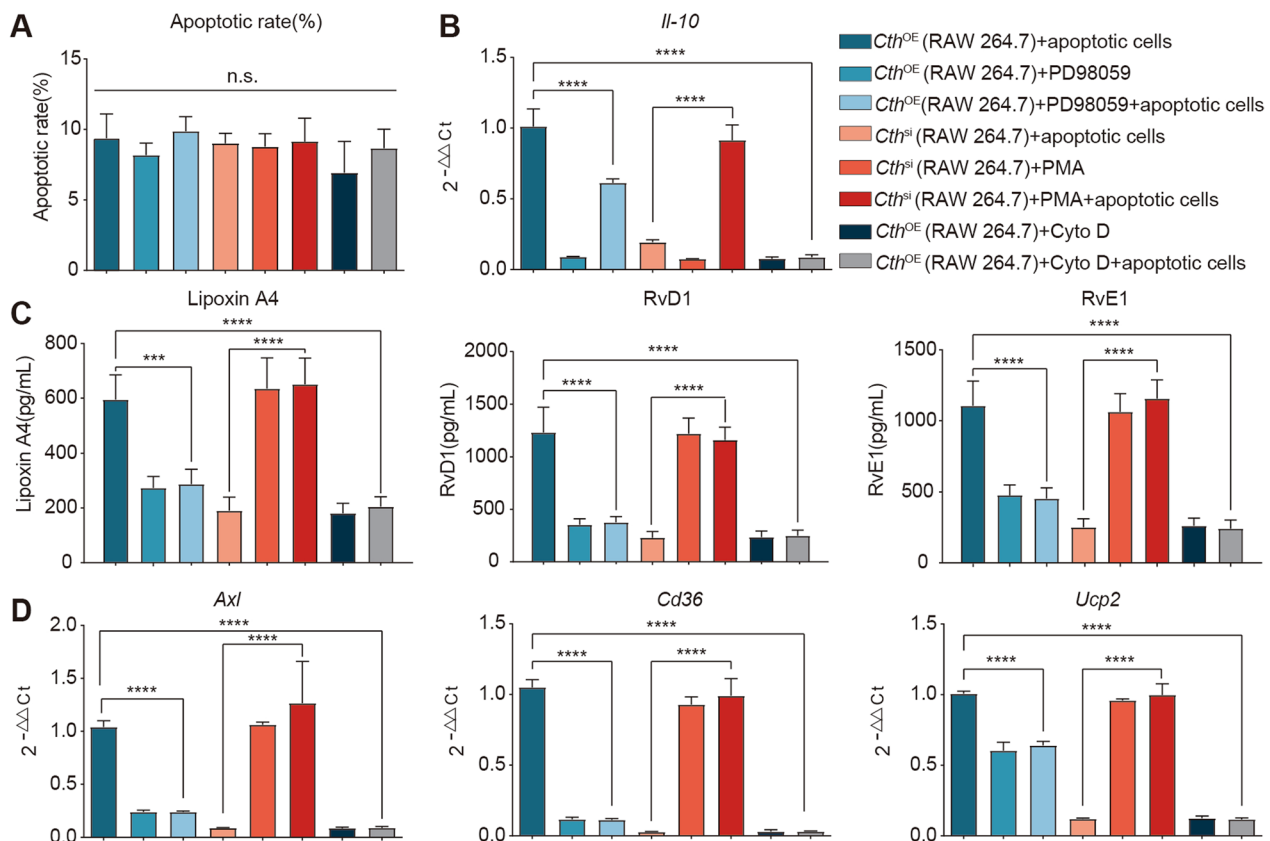 A
Apoptotic rate(%)
Apoptotic rate(%)
15
10
5
0
n.s.
B
Il-10
2 -△△Ct
1.5
1.0
0.5
0.0
****
****
****
CthOE (RAW 264.7)+apoptotic cells
CthOE (RAW 264.7)+PD98059
CthOE (RAW 264.7)+PD98059+apoptotic cells
Cthsi (RAW 264.7)+apoptotic cells
Cthsi (RAW 264.7)+PMA
Cthsi (RAW 264.7)+PMA+apoptotic cells
CthOE (RAW 264.7)+Cyto D
CthOE (RAW 264.7)+Cyto D+apoptotic cells
C
Lipoxin A4
Lipoxin A4(pg/mL)
800
600
400
200
0
****
****
***
RvD1
RvD1(pg/mL)
2000
1500
1000
500
0
****
****
****
RvE1
RvE1(pg/mL)
1500
1000
500
0
****
****
****
D
Axl
2 -△△Ct
2.0
1.5
1.0
0.5
0.0
****
****
****
Cd36
2 -△△Ct
1.5
1.0
0.5
0.0
****
****
****
Ucp2
2 -△△Ct
1.5
1.0
0.5
0.0
****
****
****